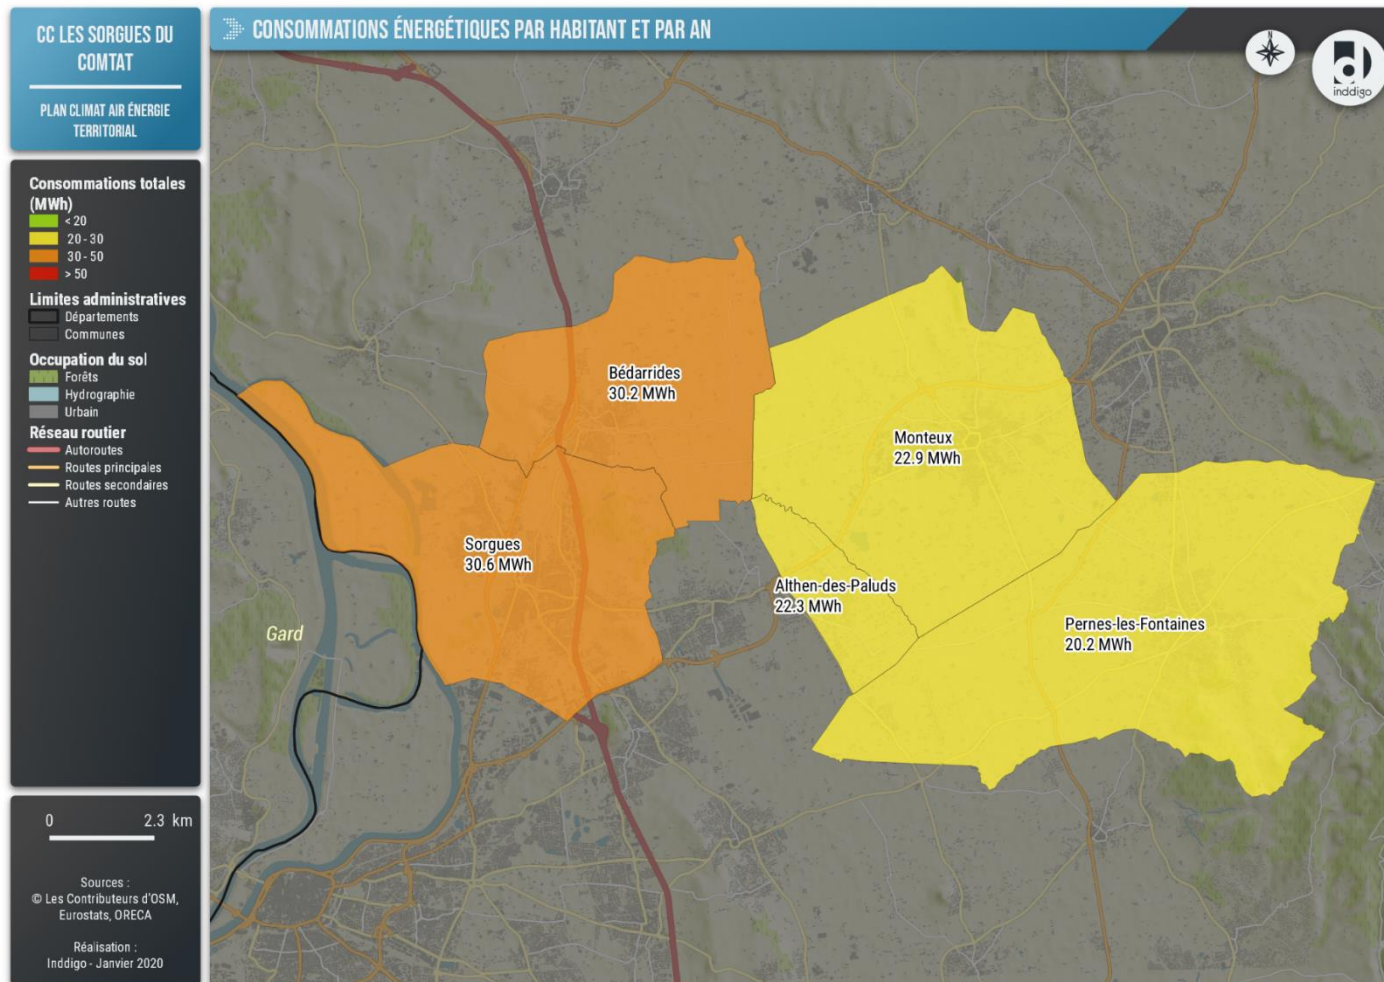 CC LES SORGUES DU
COMTAT
PLAN CLIMAT AIR ÉNERGIE
TERRITORIAL
CONSOMMATIONS ÉNERGÉTIQUES PAR HABITANT ET PAR AN
N
inddigo
Consommations totales
(MWh)
< 20
20 - 30
30 - 50
> 50
Limites administratives
Départements
Communes
Occupation du sol
Forêts
Hydrographie
Urbain
Réseau routier
Autoroutes
Routes principales
Routes secondaires
Autres routes
Bédarrides
30.2 MWh
Monteux
22.9 MWh
Sorgues
30.6 MWh
Althen-des-Paluds
22.3 MWh
Pernes-les-Fontaines
20.2 MWh
Gard
0 2.3 km
Sources :
© Les Contributeurs d'OSM,
Eurostats, ORECA
Réalisation :
Inddigo - Janvier 2020